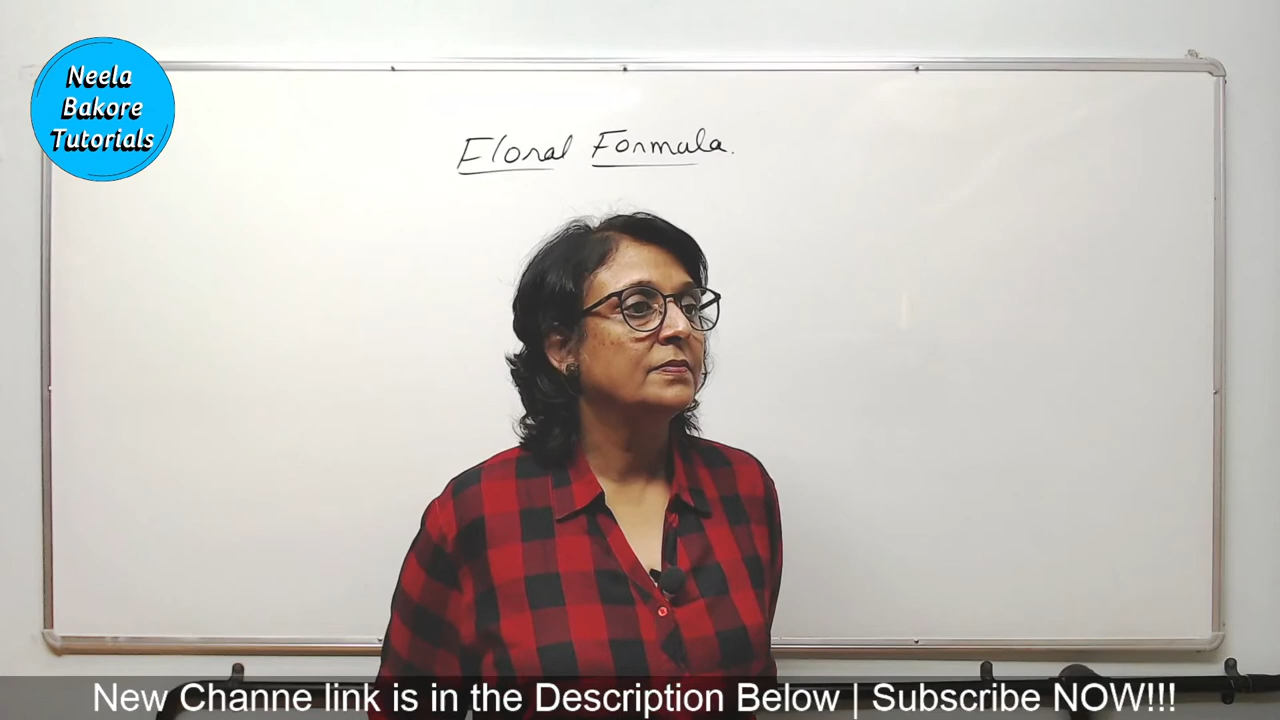 Neela
Bakore
Tutorials
Floral Formula.
New Channe link is in the Description Below | Subscribe NOW!!!